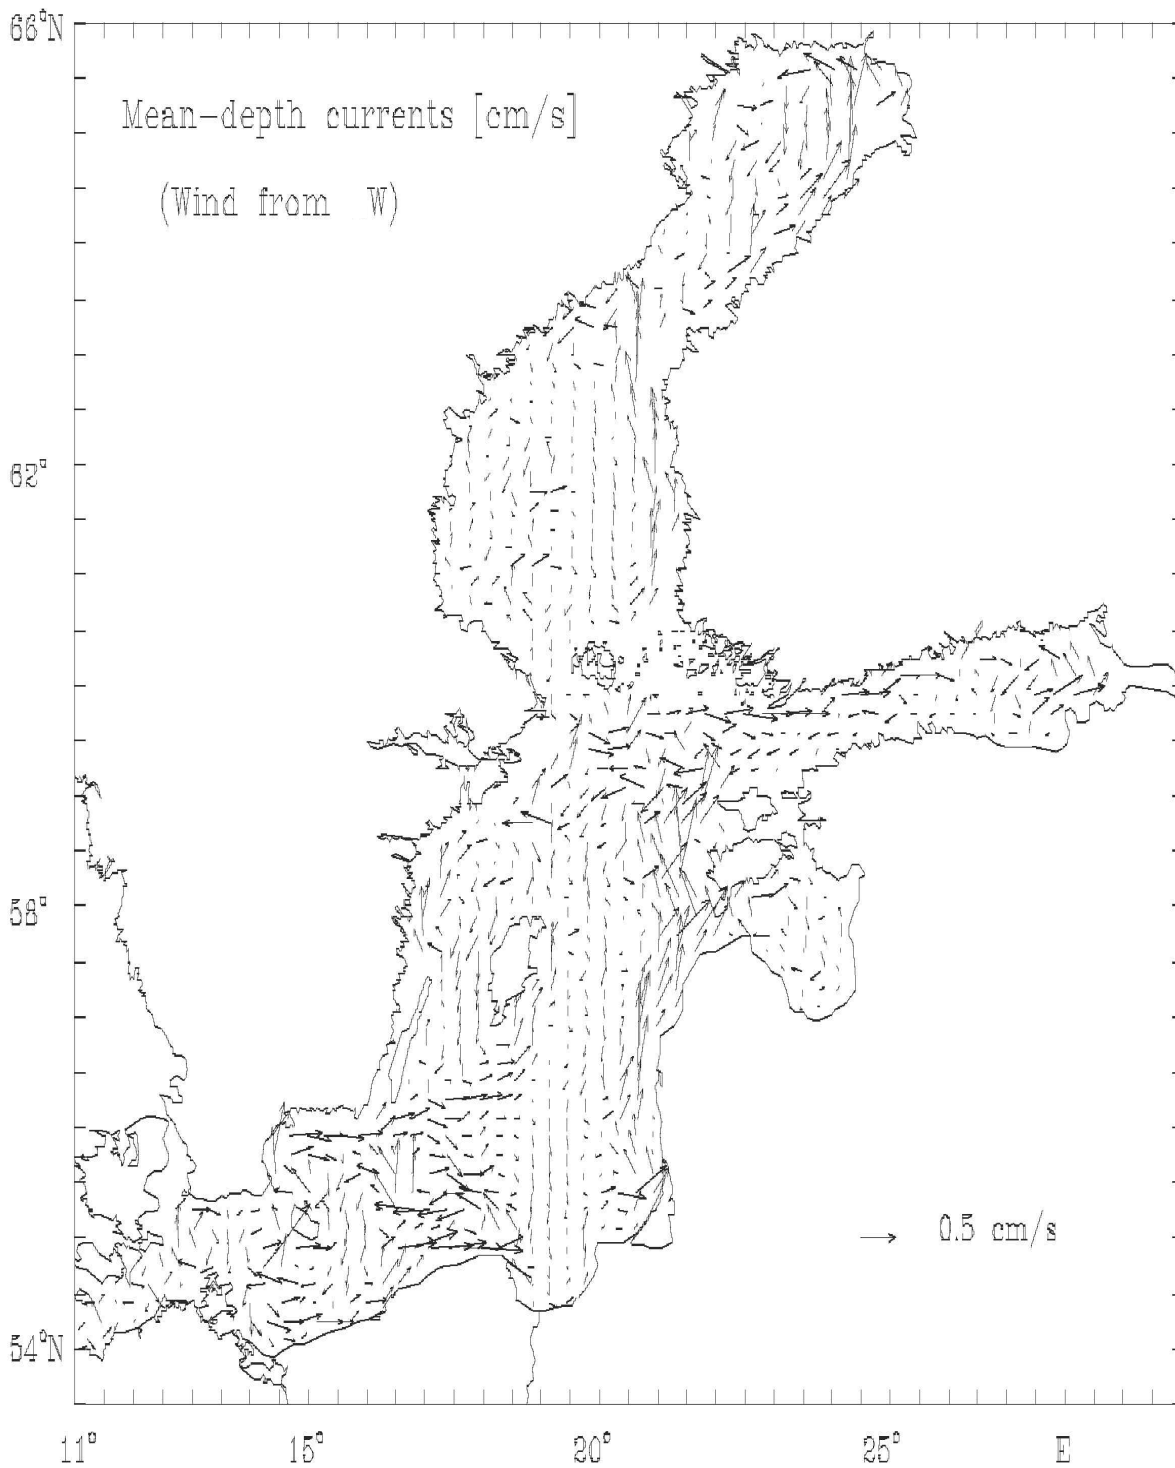 66°N
Mean-depth currents [cm/s]
(Wind from W)
62°
58°
0.5 cm/s
54°N
11° 15° 20° 25° E